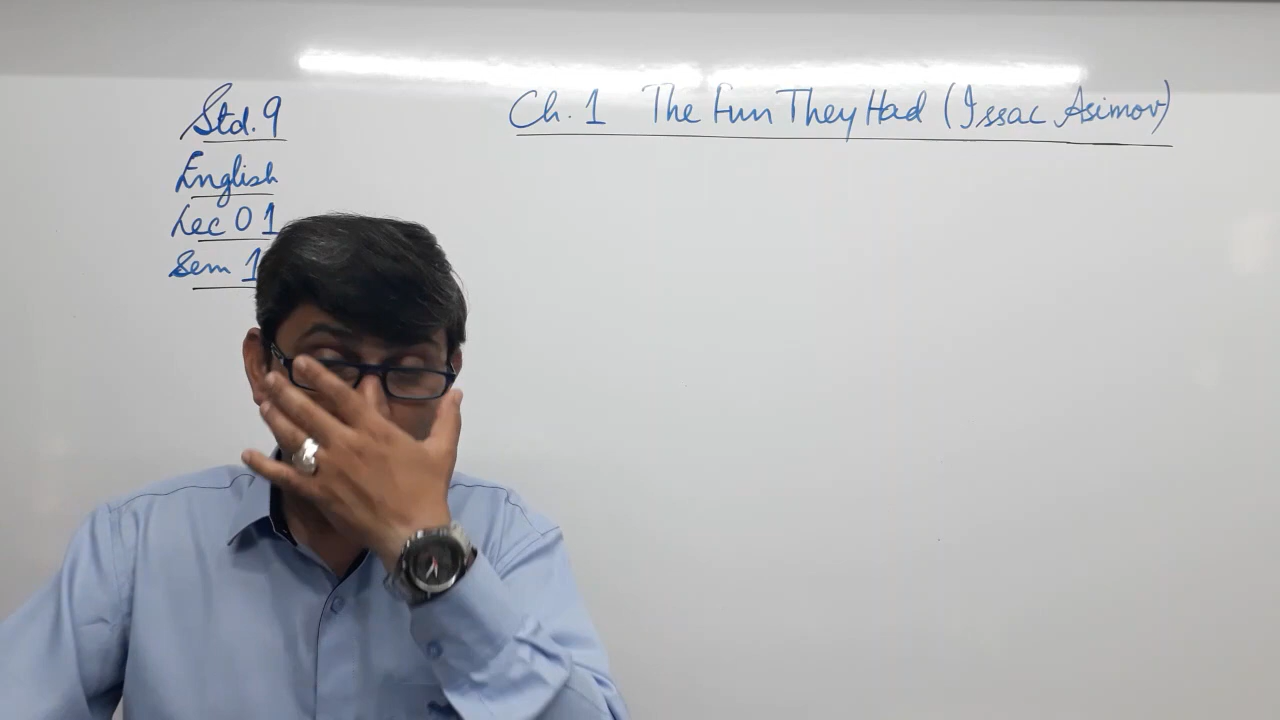 Std. 9
Ch. 1 The Fun They Had (Issac Asimov)
English
Lec 01
Sem 1